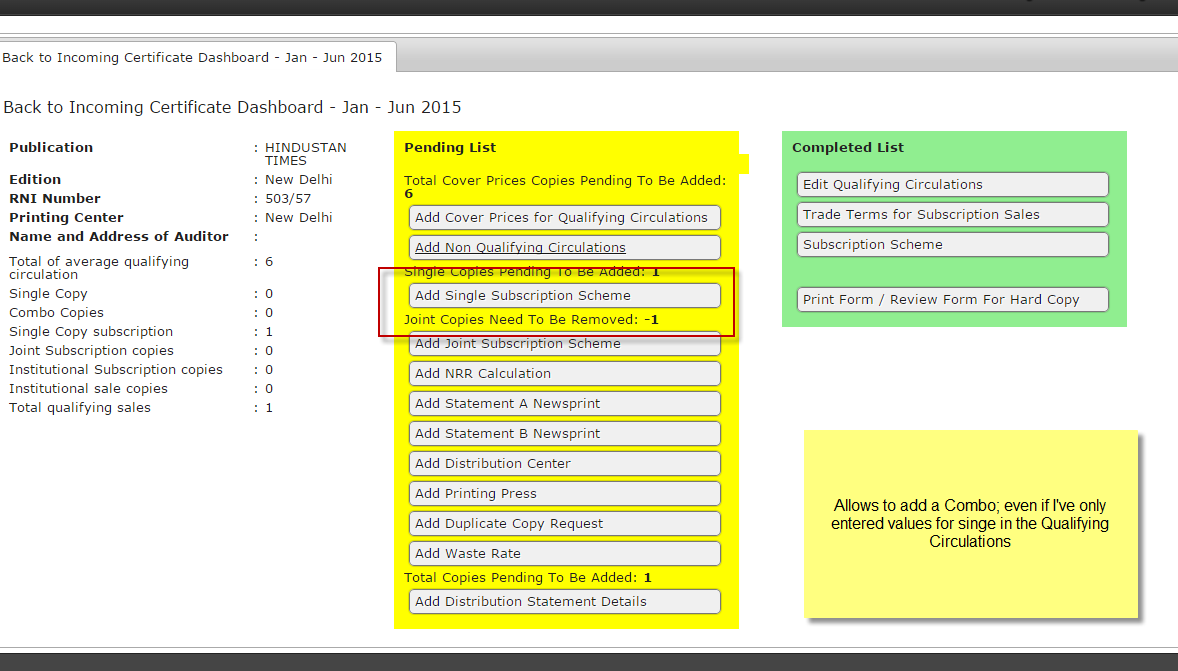 Back to Incoming Certificate Dashboard - Jan - Jun 2015
Back to Incoming Certificate Dashboard - Jan - Jun 2015
Publication : HINDUSTAN
TIMES
Edition : New Delhi
RNI Number : 503/57
Printing Center : New Delhi
Name and Address of Auditor :
Total of average qualifying : 6
circulation
Single Copy : 0
Combo Copies : 0
Single Copy subscription : 1
Joint Subscription copies : 0
Institutional Subscription copies : 0
Institutional sale copies : 0
Total qualifying sales : 1
Pending List
Total Cover Prices Copies Pending To Be Added:
6
Add Cover Prices for Qualifying Circulations
Add Non Qualifying Circulations
Single Copies Pending To Be Added: 1
Add Single Subscription Scheme
Joint Copies Need To Be Removed: -1
Add Joint Subscription Scheme
Add NRR Calculation
Add Statement A Newsprint
Add Statement B Newsprint
Add Distribution Center
Add Printing Press
Add Duplicate Copy Request
Add Waste Rate
Total Copies Pending To Be Added: 1
Add Distribution Statement Details
Completed List
Edit Qualifying Circulations
Trade Terms for Subscription Sales
Subscription Scheme
Print Form / Review Form For Hard Copy
Allows to add a Combo; even if I've only
entered values for singe in the Qualifying
Circulations